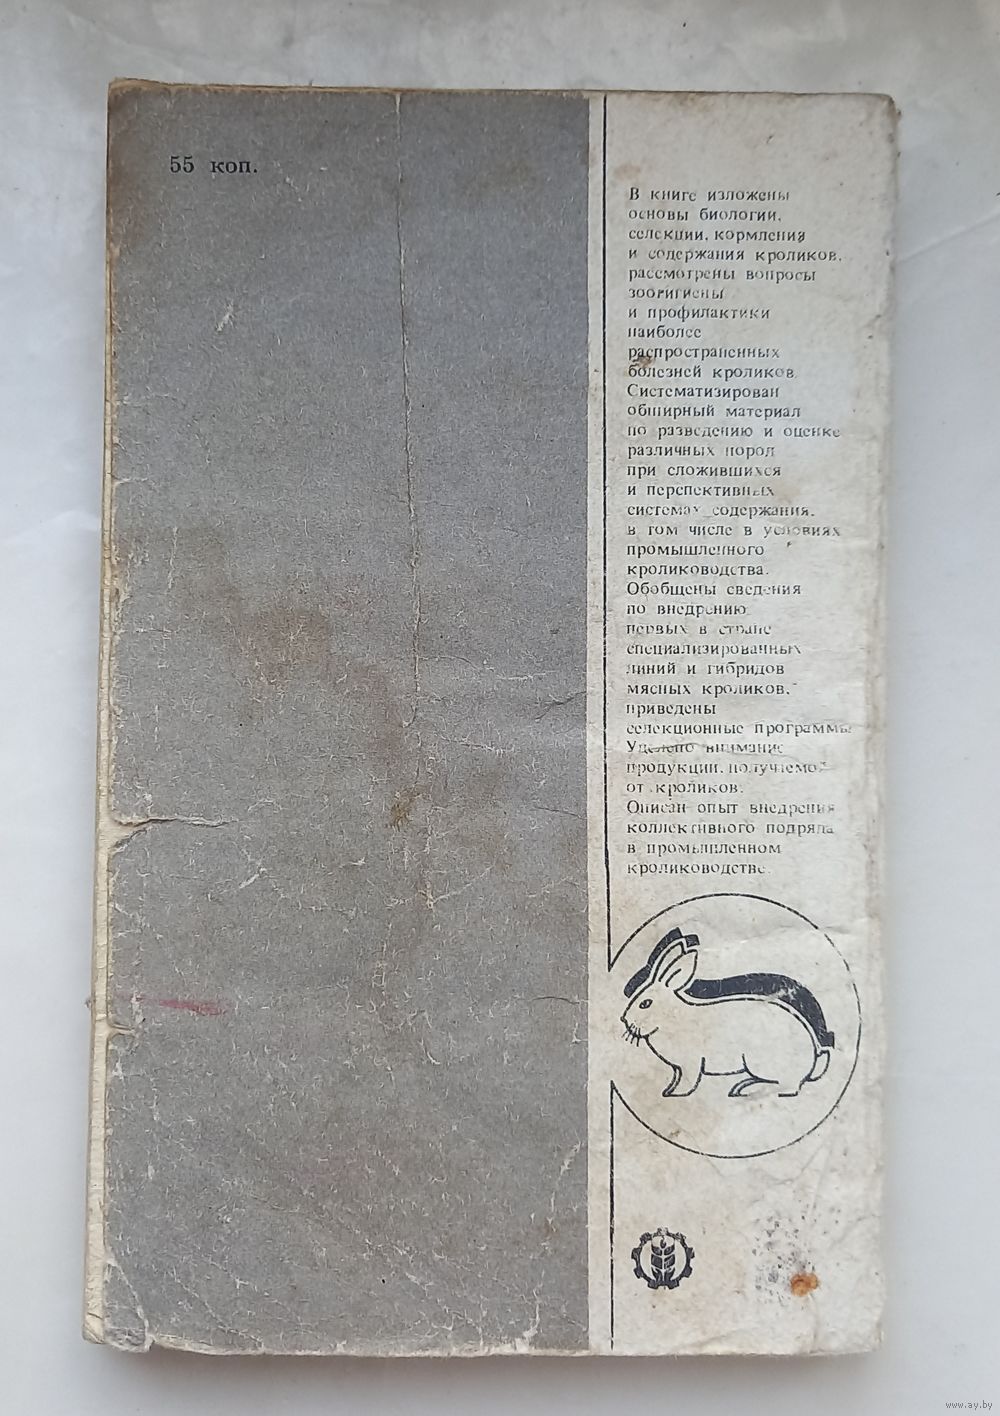 55 коп.
В книге изложены
основы биологии,
селекции, кормления
и содержания кроликов,
рассмотрены вопросы
зоогигиены
и профилактики
наиболее
распространенных
болезней кроликов.
Систематизирован
обширный материал
по разведению и оценке
различных пород
при сложившихся
и перспективных
системах содержания,
в том числе в условиях
промышленного
кролиководства.
Обобщены сведения
по внедрению
первых в стране
специализированных
линий и гибридов
мясных кроликов,
приведены
селекционные программы.
Уделено внимание
продукции, получаемой
от кроликов.
Описан опыт внедрения
коллективного подряда
в промышленном
кролиководстве.
www.ay.by